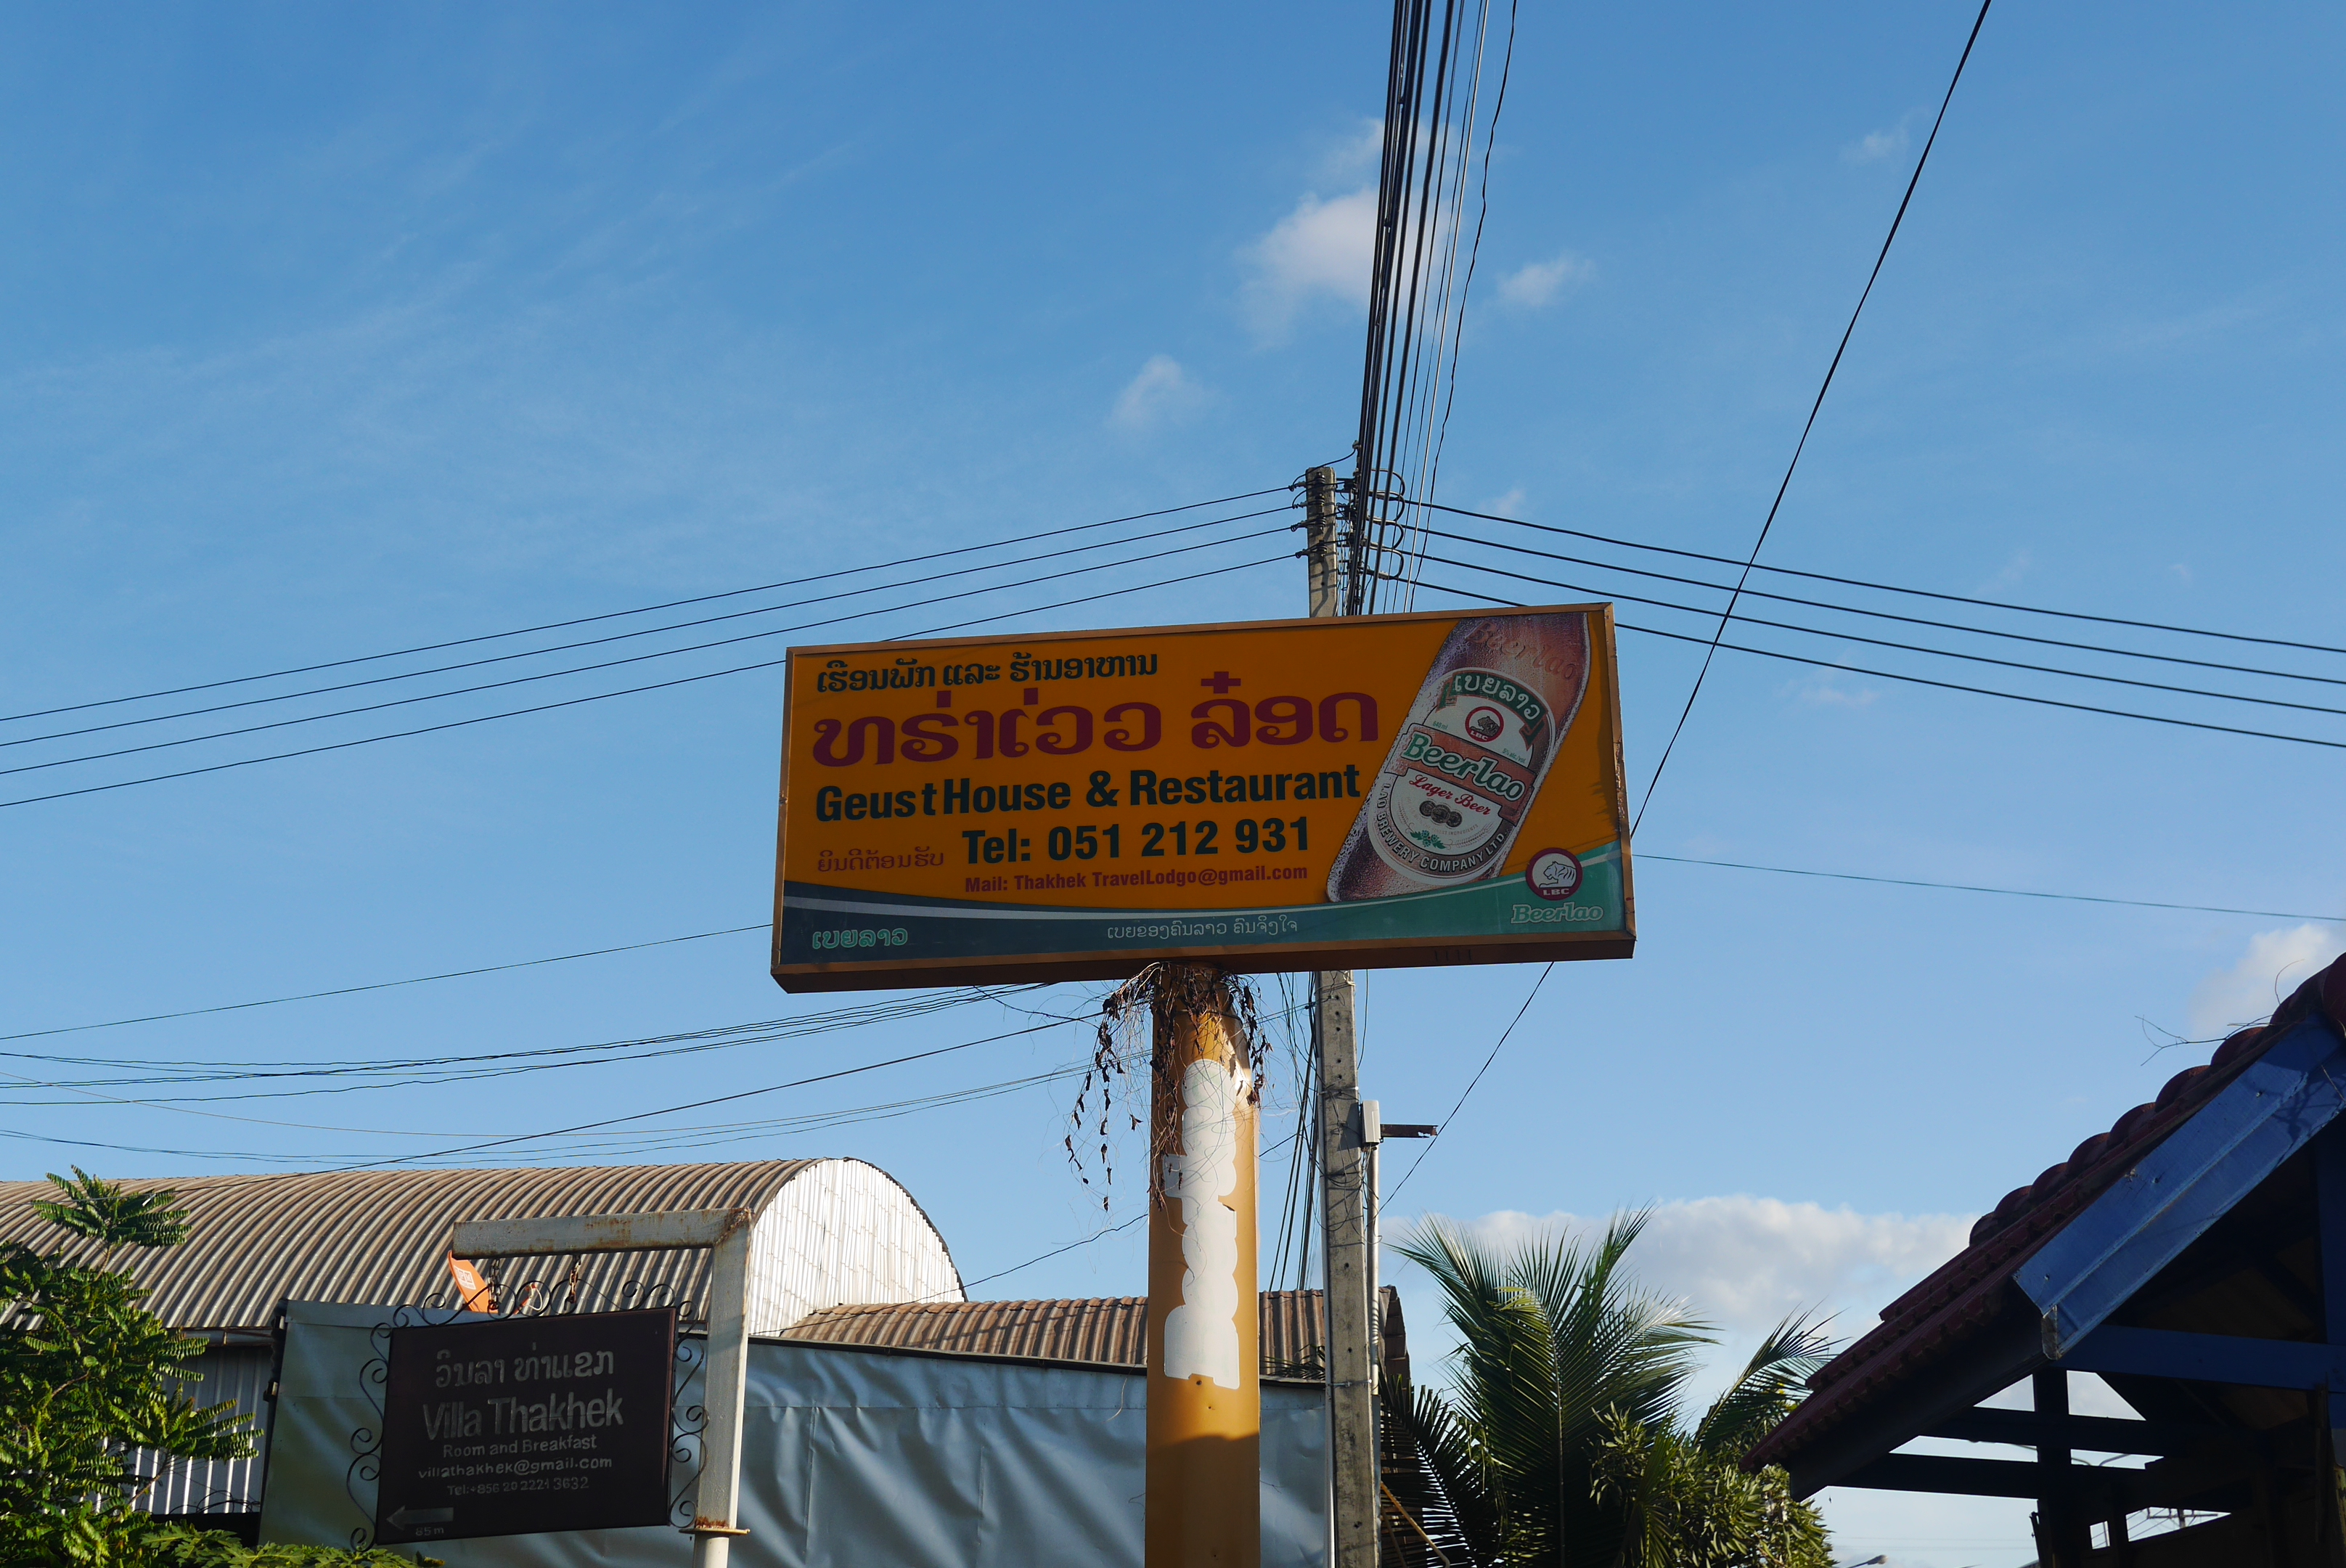 ເຮືອນພັກ ແລະ ຮ້ານອາຫານ
ທຣ່າເວ່ວ ລ໋ອດ
Geust House & Restaurant
Tel: 051 212 931
ຍິນດີຕ້ອນຮັບ
Mail: Thakhek TravelLodgo@gmail.com
ເບຍລາວ
ເບຍຂອງຄົນລາວ ຄົນຈິງໃຈ
Beerlao
ເບຍລາວ
LBC
Beerlao
Lager Beer
LAO BREWERY COMPANY LTD
LBC
Beerlao
ວິນລາ ທ່າແຂກ
Villa Thakhek
Room and Breakfast
villathakhek@gmail.com
Tel:+856 20 2221 3632
65 m